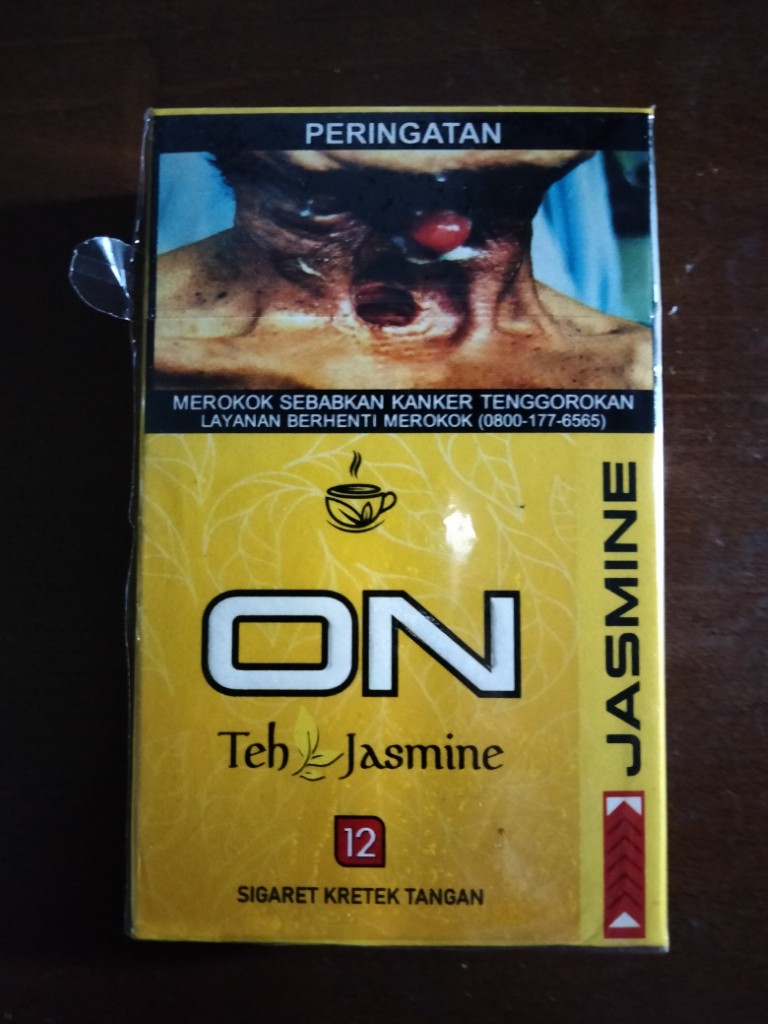 PERINGATAN
MEROKOK SEBABKAN KANKER TENGGOROKAN
LAYANAN BERHENTI MEROKOK (0800-177-6565)
ON
Teh Jasmine
12
SIGARET KRETEK TANGAN
JASMINE